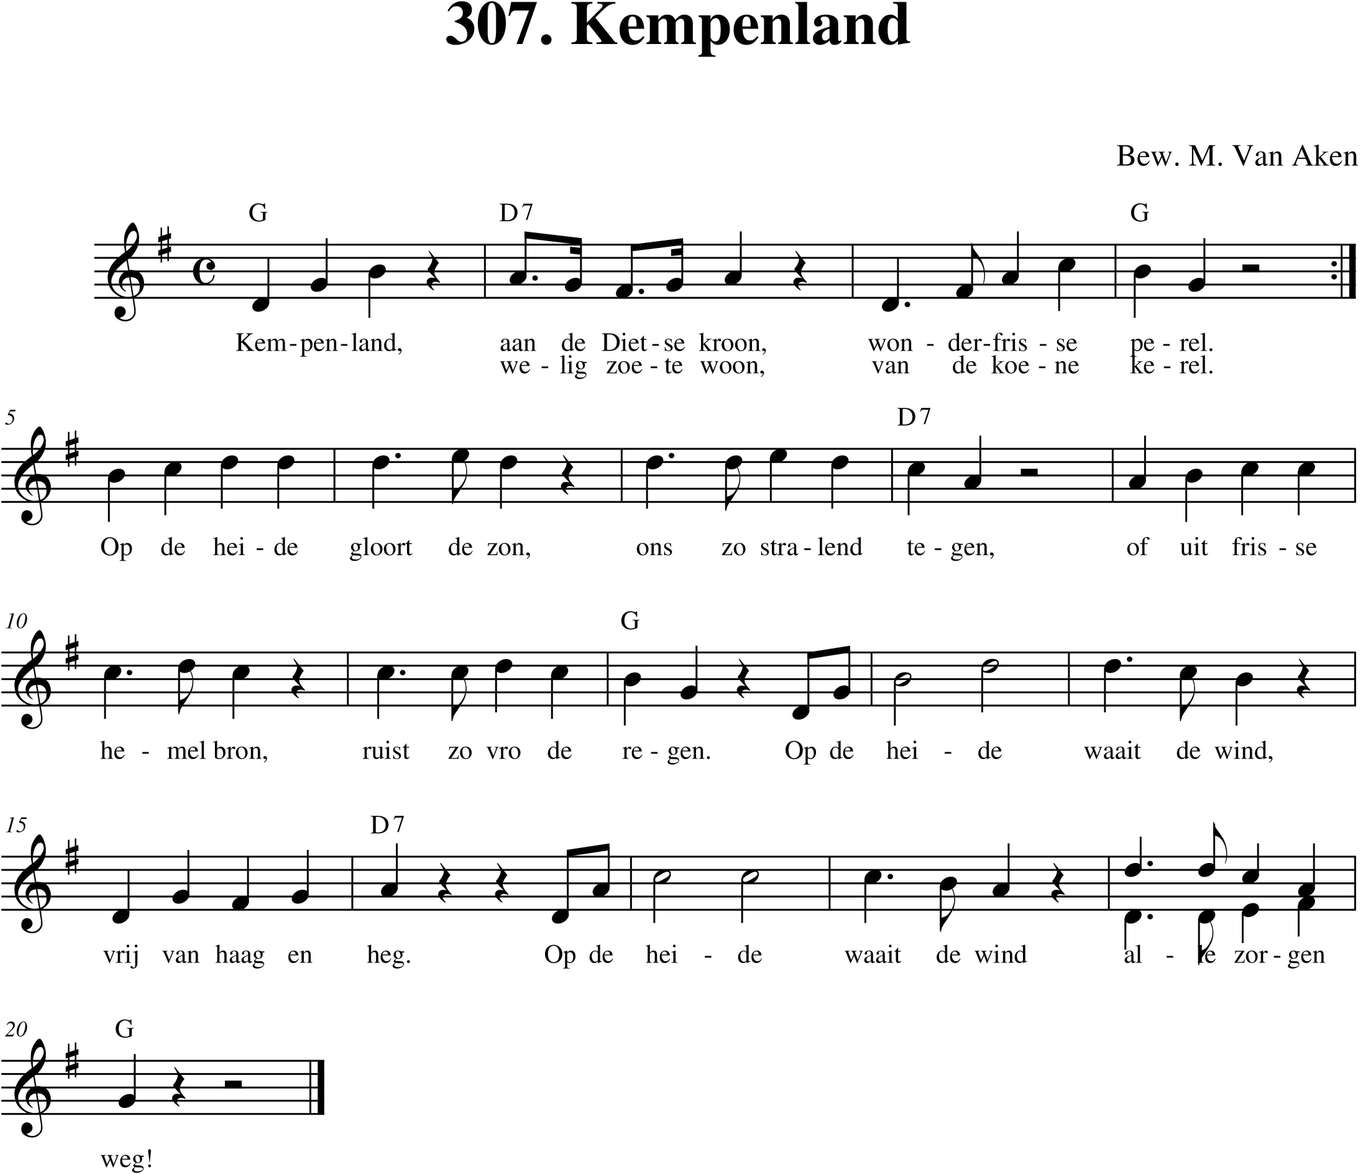 307. Kempenland
Bew. M. Van Aken
G D7 G
Kem-pen-land, aan de Diet-se kroon, won - der-fris - se pe - rel.
we - lig zoe - te woon, van de koe - ne ke - rel.
5 D7
Op de hei - de gloort de zon, ons zo stra - lend te - gen, of uit fris - se
10 G
he - mel bron, ruist zo vro de re - gen. Op de hei - de waait de wind,
15 D7
vrij van haag en heg. Op de hei - de waait de wind al - le zor - gen
20 G
weg!